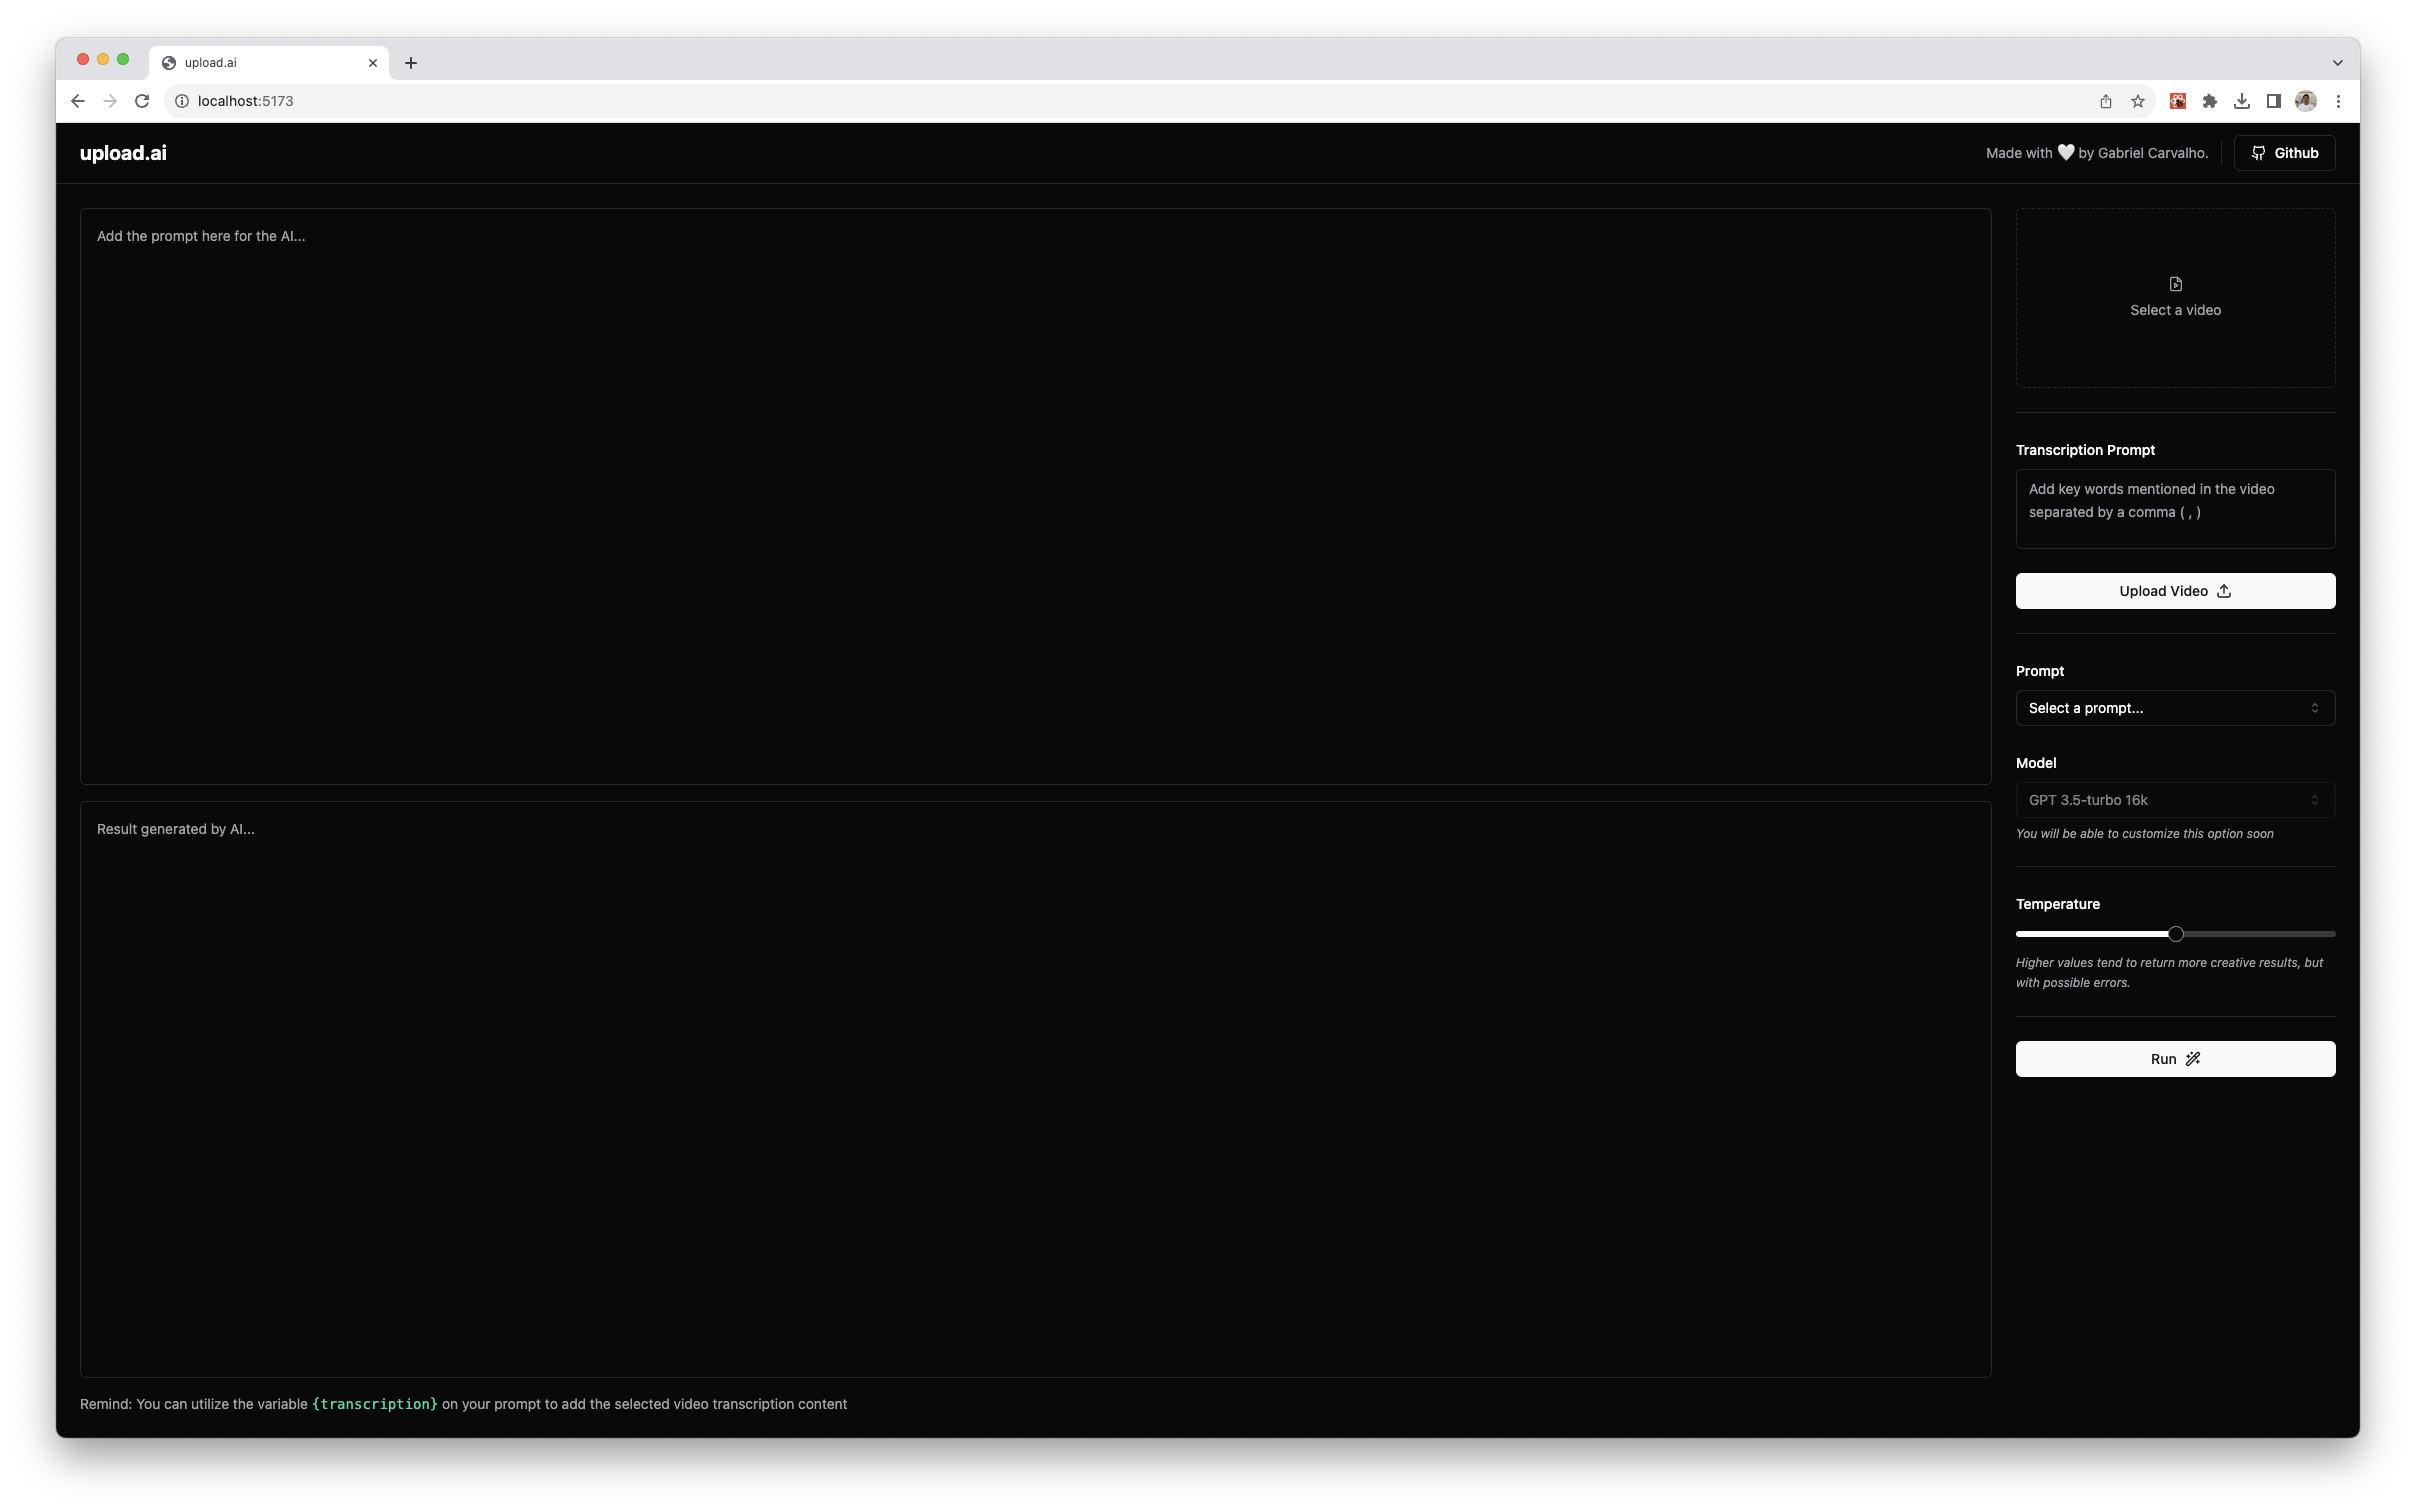 upload.ai
localhost:5173
upload.ai
Made with 🤍 by Gabriel Carvalho.
Github
Add the prompt here for the AI...
Select a video
Transcription Prompt
Add key words mentioned in the video
separated by a comma ( , )
Upload Video
Prompt
Select a prompt...
Model
GPT 3.5-turbo 16k
You will be able to customize this option soon
Result generated by AI...
Temperature
Higher values tend to return more creative results, but
with possible errors.
Run
Remind: You can utilize the variable {transcription} on your prompt to add the selected video transcription content